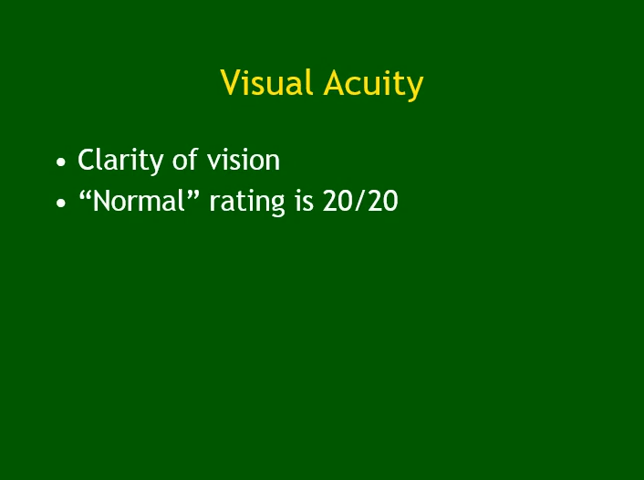 Visual Acuity
• Clarity of vision
• “Normal” rating is 20/20